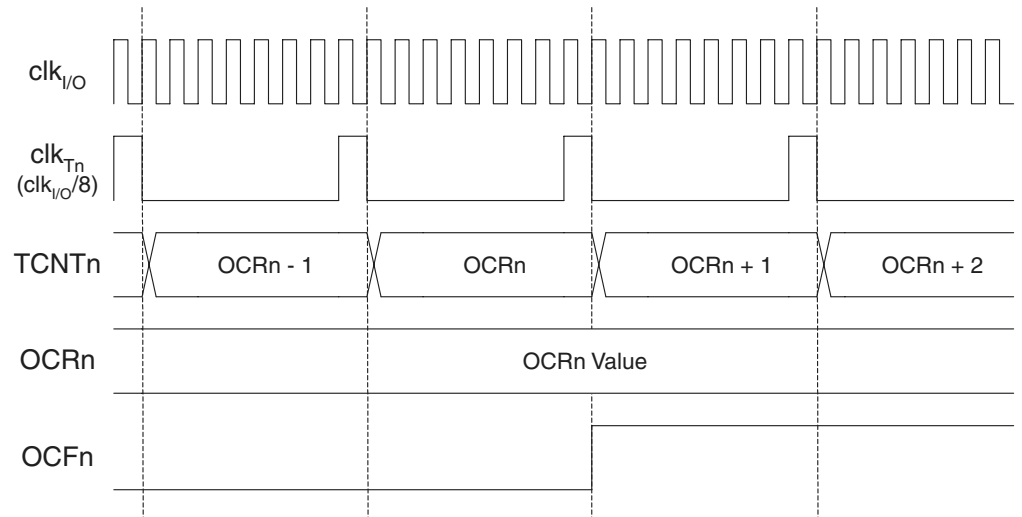 clkI/O
clkTn
(clkI/O/8)
TCNTn
OCRn - 1
OCRn
OCRn + 1
OCRn + 2
OCRn
OCRn Value
OCFn